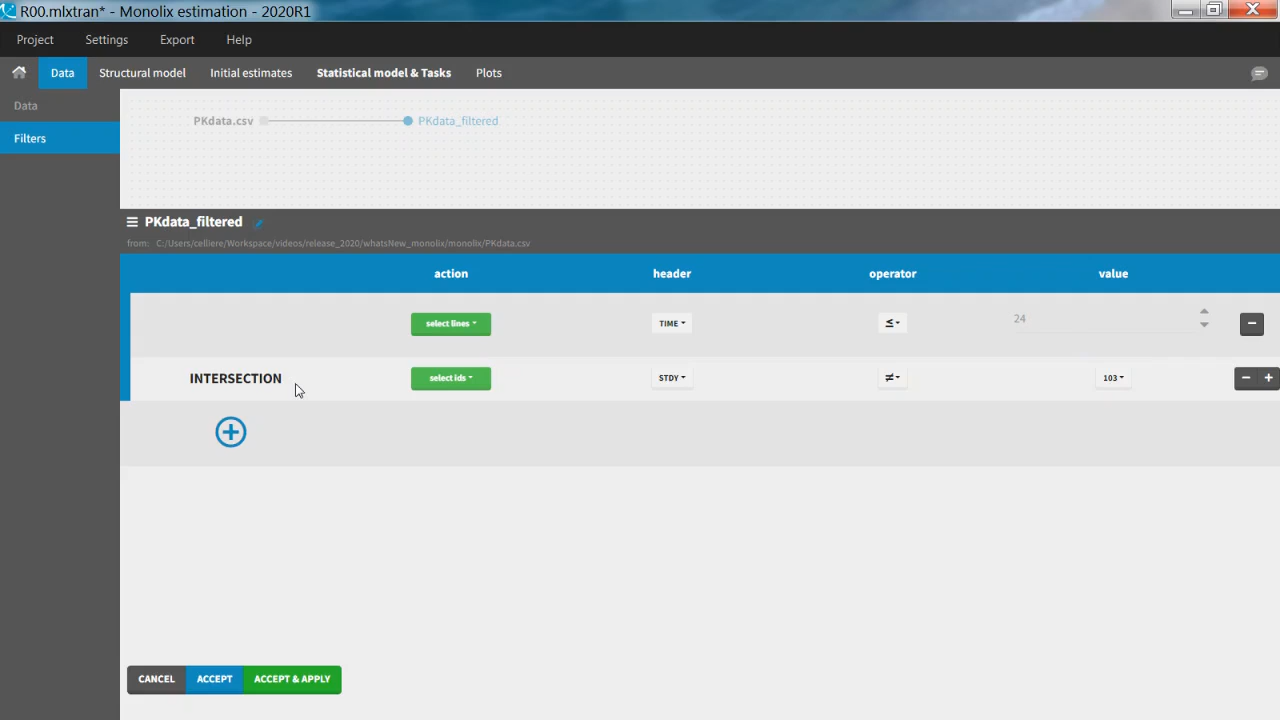 R00.mlxtran* - Monolix estimation - 2020R1
Project Settings Export Help
Data Structural model Initial estimates Statistical model & Tasks Plots
Data
Filters
PKdata.csv PKdata_filtered
PKdata_filtered
from: C:/Users/celliere/Workspace/videos/release_2020/whatsNew_monolix/monolix/PKdata.csv
action header operator value
select lines TIME ≤ 24 −
INTERSECTION select ids STDY ≠ 103 − +
+
CANCEL ACCEPT ACCEPT & APPLY